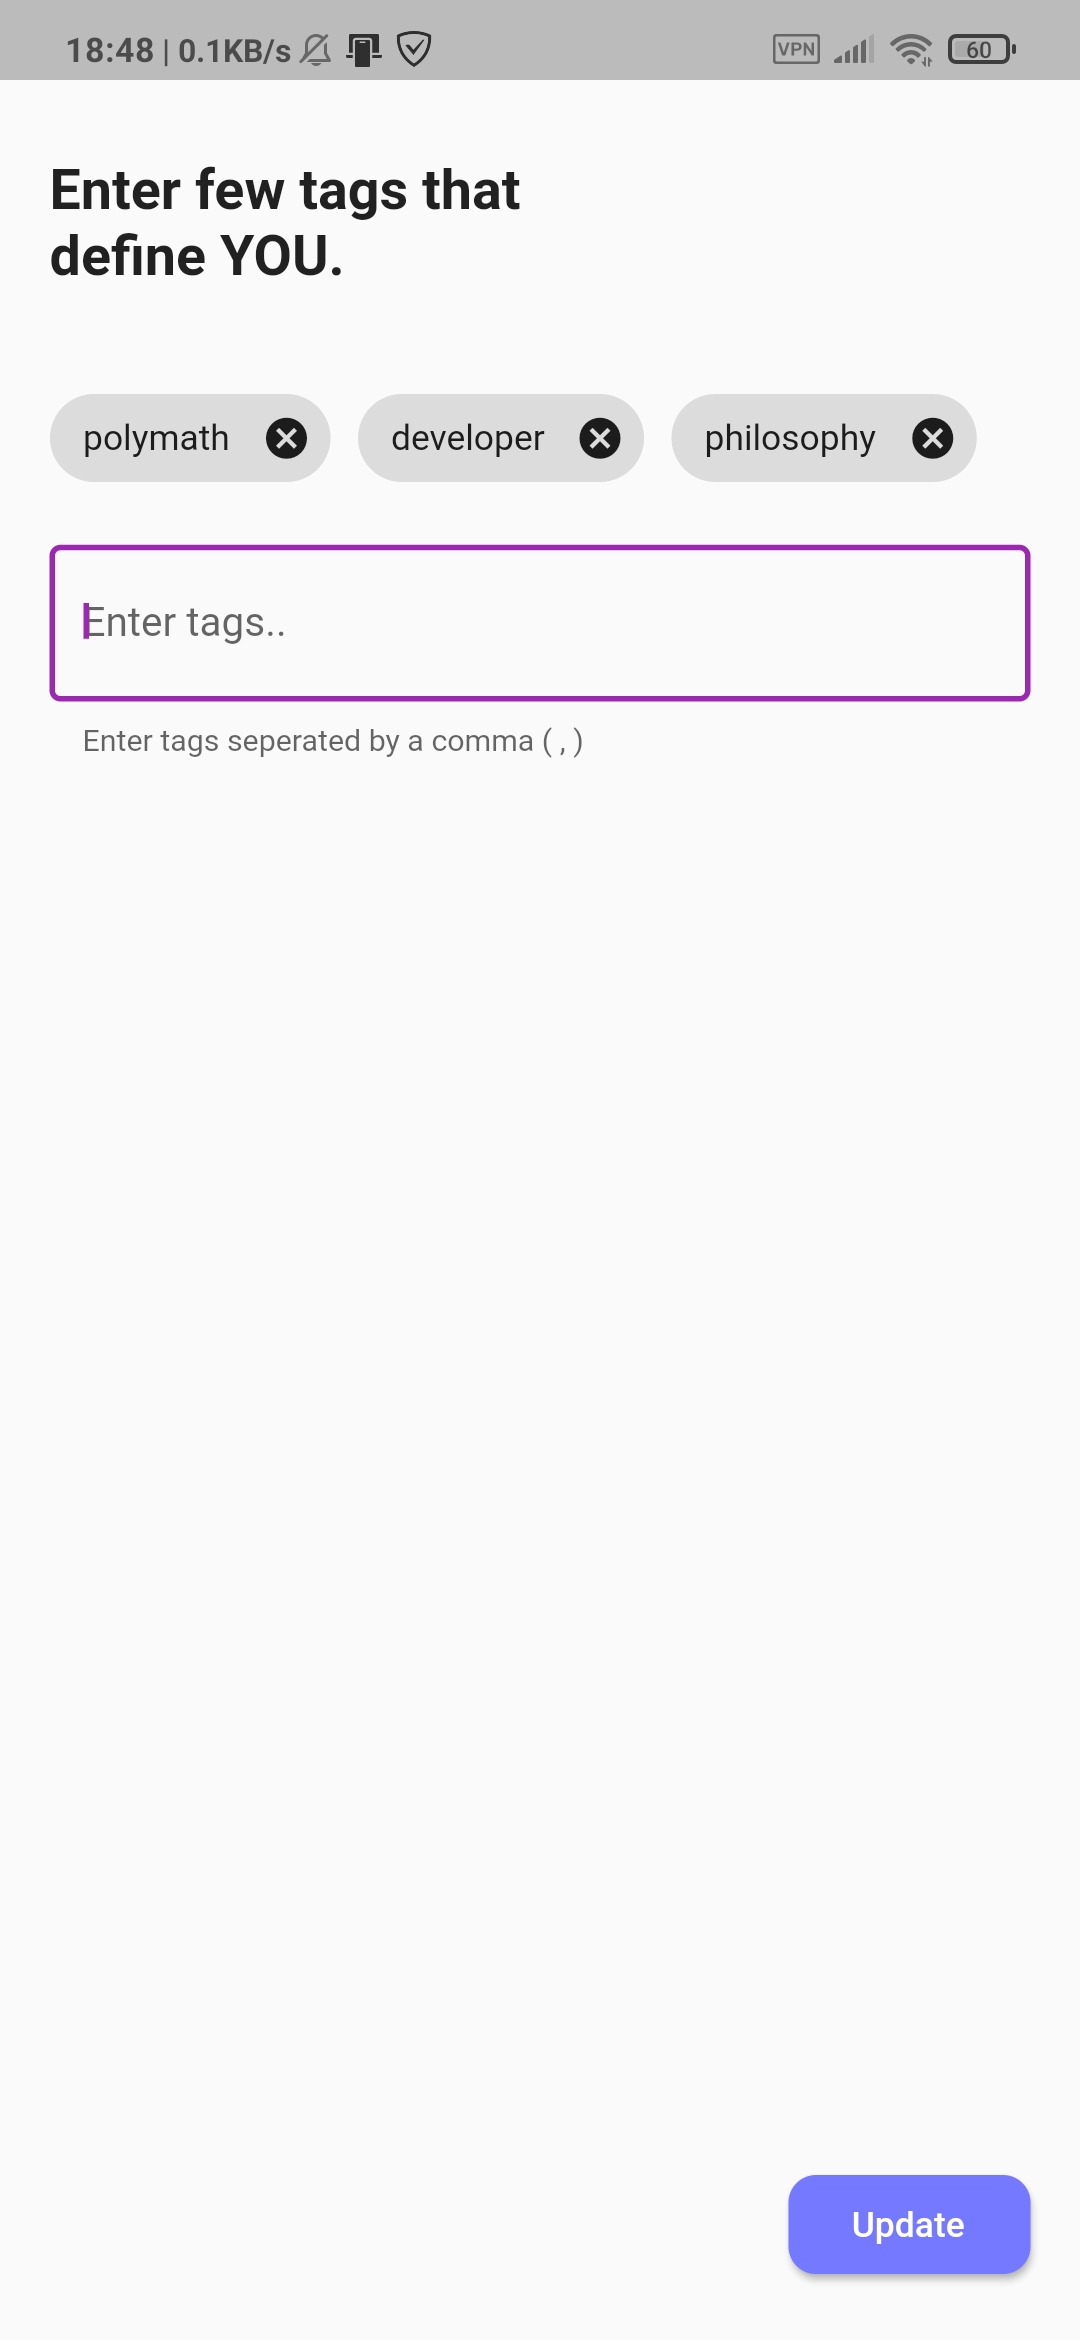 18:48 | 0.1KB/s VPN 60
Enter few tags that
define YOU.
polymath developer philosophy
Enter tags..
Enter tags seperated by a comma ( , )
Update